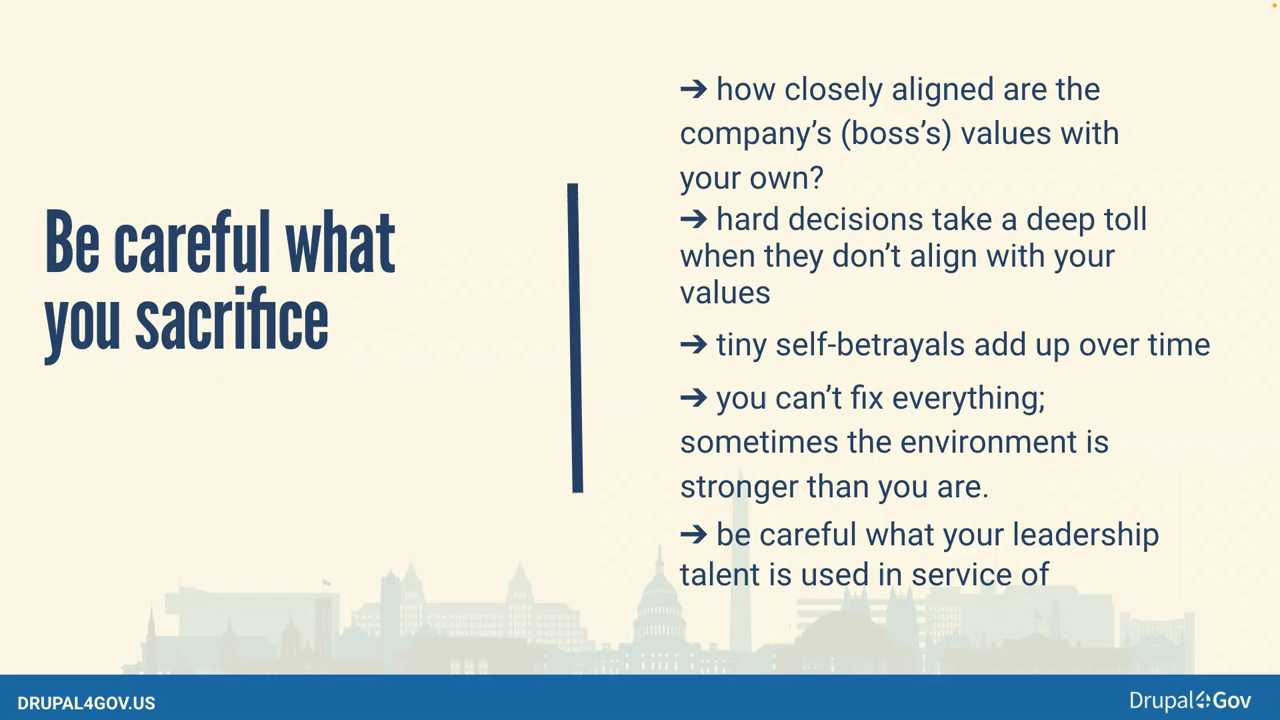 Be careful what
you sacrifice
➔ how closely aligned are the
company’s (boss’s) values with
your own?
➔ hard decisions take a deep toll
when they don’t align with your
values
➔ tiny self-betrayals add up over time
➔ you can’t fix everything;
sometimes the environment is
stronger than you are.
➔ be careful what your leadership
talent is used in service of
DRUPAL4GOV.US
Drupal4Gov